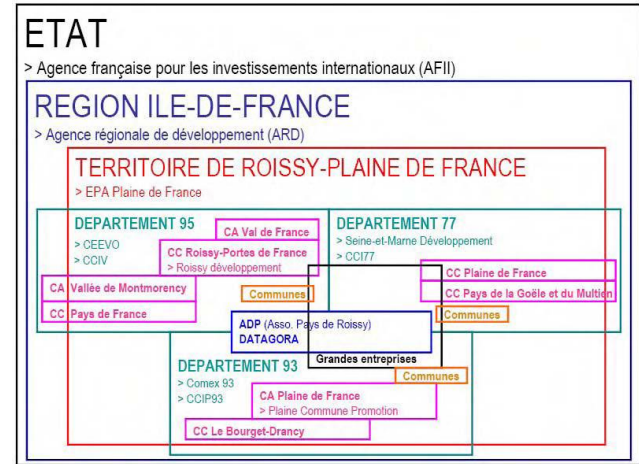 ETAT
> Agence française pour les investissements internationaux (AFII)
REGION ILE-DE-FRANCE
> Agence régionale de développement (ARD)
TERRITOIRE DE ROISSY-PLAINE DE FRANCE
> EPA Plaine de France
DEPARTEMENT 95
> CEEVO
> CCIV
CA Val de France
CC Roissy-Portes de France
> Roissy développement
CA Vallée de Montmorency
CC Pays de France
Communes
DEPARTEMENT 77
> Seine-et-Marne Développement
> CCI77
CC Plaine de France
CC Pays de la Goële et du Multien
Communes
ADP (Asso. Pays de Roissy)
DATAGORA
Grandes entreprises
DEPARTEMENT 93
> Comex 93
> CCIP93
Communes
CA Plaine de France
> Plaine Commune Promotion
CC Le Bourget-Drancy